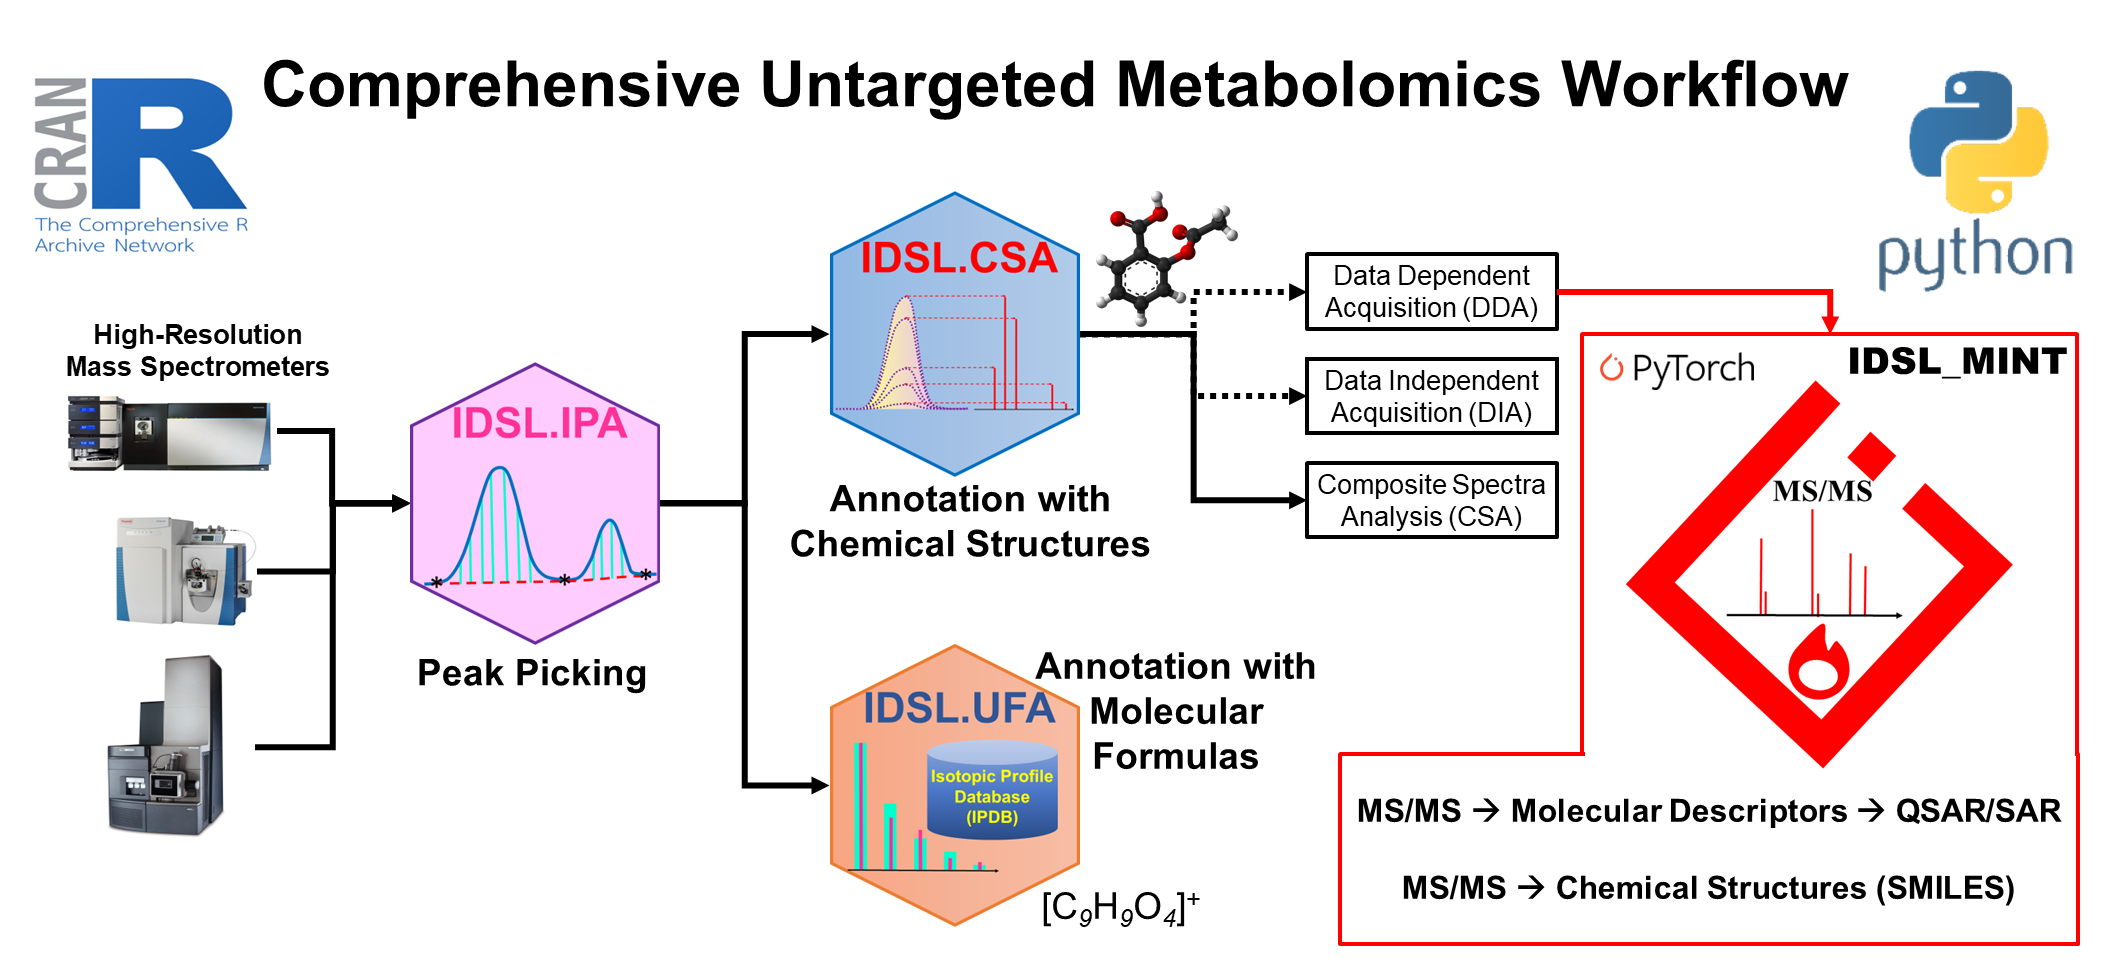 Comprehensive Untargeted Metabolomics Workflow
CRAN
R
The Comprehensive R
Archive Network
python
High-Resolution
Mass Spectrometers
IDSL.IPA
Peak Picking
IDSL.CSA
Annotation with
Chemical Structures
Data Dependent
Acquisition (DDA)
Data Independent
Acquisition (DIA)
Composite Spectra
Analysis (CSA)
IDSL.UFA
Isotopic Profile
Database
(IPDB)
Annotation with
Molecular
Formulas
[C₉H₉O₄]⁺
PyTorch
IDSL_MINT
MS/MS
MS/MS → Molecular Descriptors → QSAR/SAR
MS/MS → Chemical Structures (SMILES)